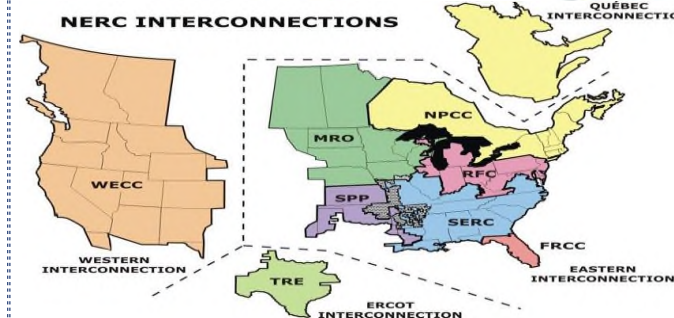 NERC INTERCONNECTIONS
QUÉBEC
INTERCONNECTIO
NPCC
MRO
RFC
WECC
SPP
SERC
FRCC
WESTERN
INTERCONNECTION
EASTERN
INTERCONNECTION
TRE
ERCOT
INTERCONNECTION